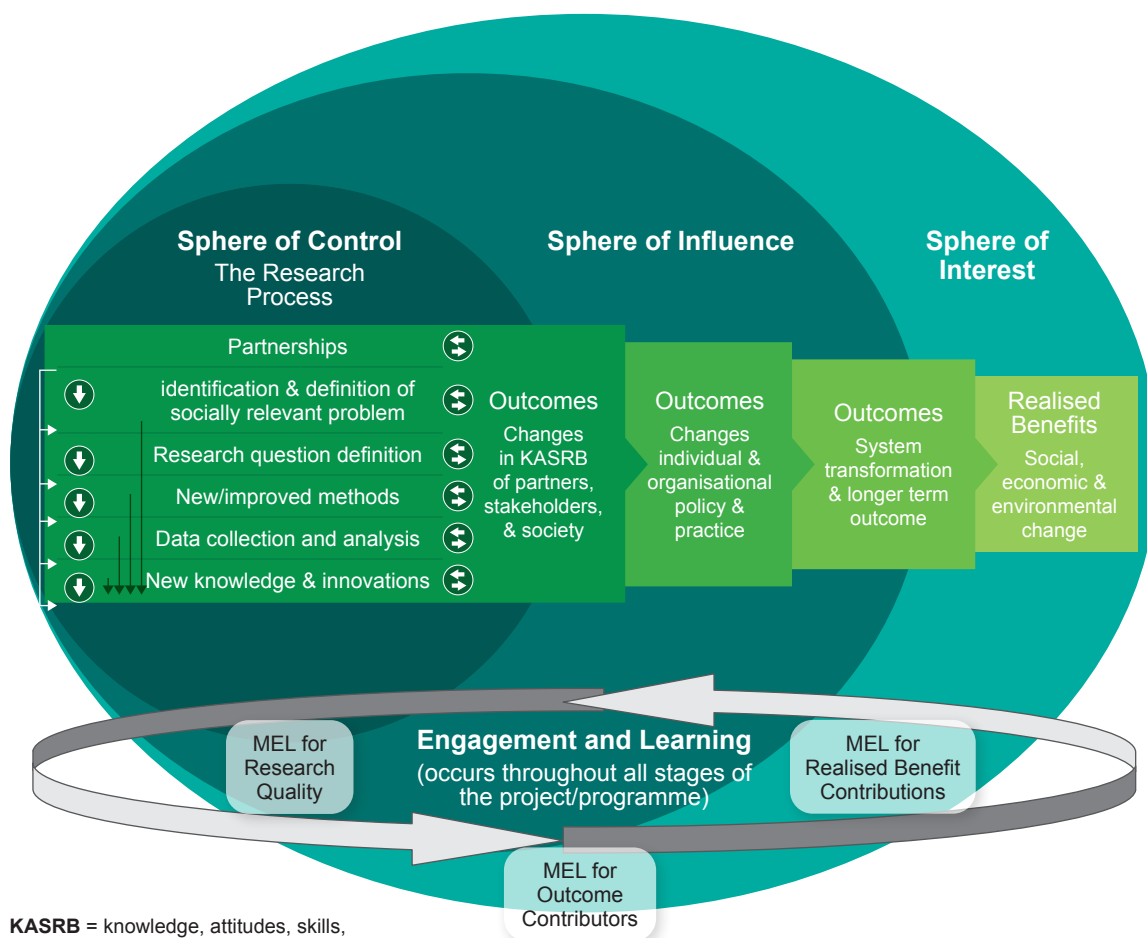 Sphere of Control
The Research
Process
Sphere of Influence
Sphere of
Interest
Partnerships
identification & definition of
socially relevant problem
Research question definition
New/improved methods
Data collection and analysis
New knowledge & innovations
Outcomes
Changes
in KASRB
of partners,
stakeholders,
& society
Outcomes
Changes
individual &
organisational
policy &
practice
Outcomes
System
transformation
& longer term
outcome
Realised
Benefits
Social,
economic &
environmental
change
MEL for
Research
Quality
Engagement and Learning
(occurs throughout all stages of
the project/programme)
MEL for
Realised Benefit
Contributions
MEL for
Outcome
Contributors
KASRB = knowledge, attitudes, skills,